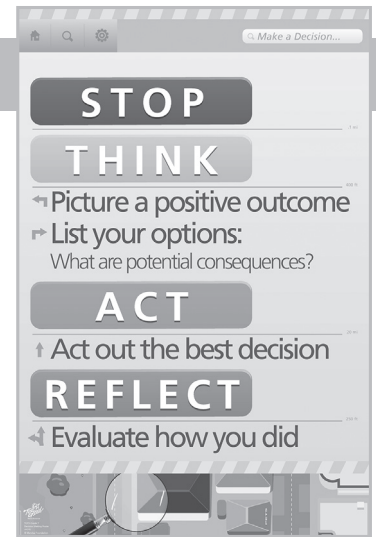 Make a Decision...
STOP
THINK
Picture a positive outcome
List your options:
What are potential consequences?
ACT
Act out the best decision
REFLECT
Evaluate how you did